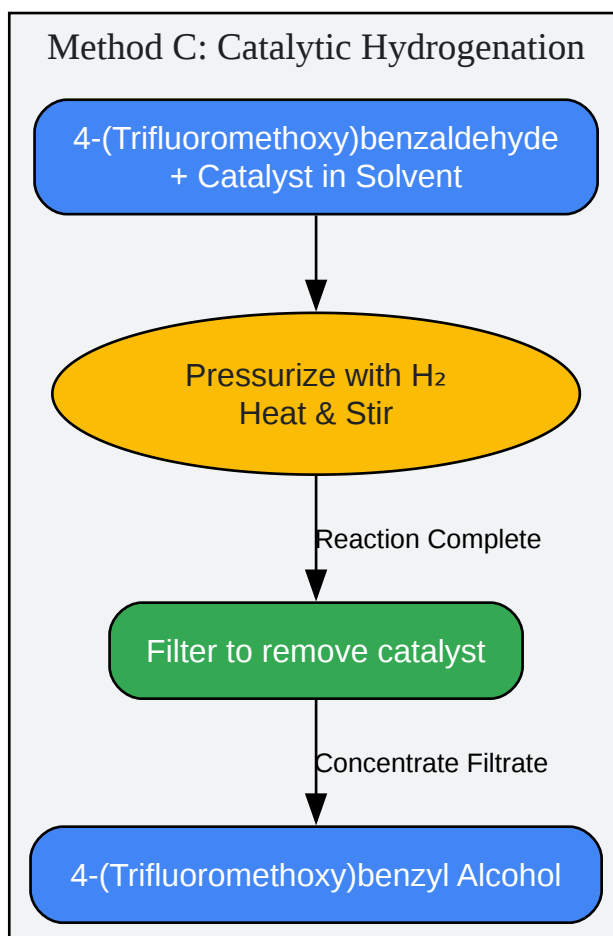 Method C: Catalytic Hydrogenation
4-(Trifluoromethoxy)benzaldehyde
+ Catalyst in Solvent
Pressurize with H₂
Heat & Stir
Reaction Complete
Filter to remove catalyst
Concentrate Filtrate
4-(Trifluoromethoxy)benzyl Alcohol